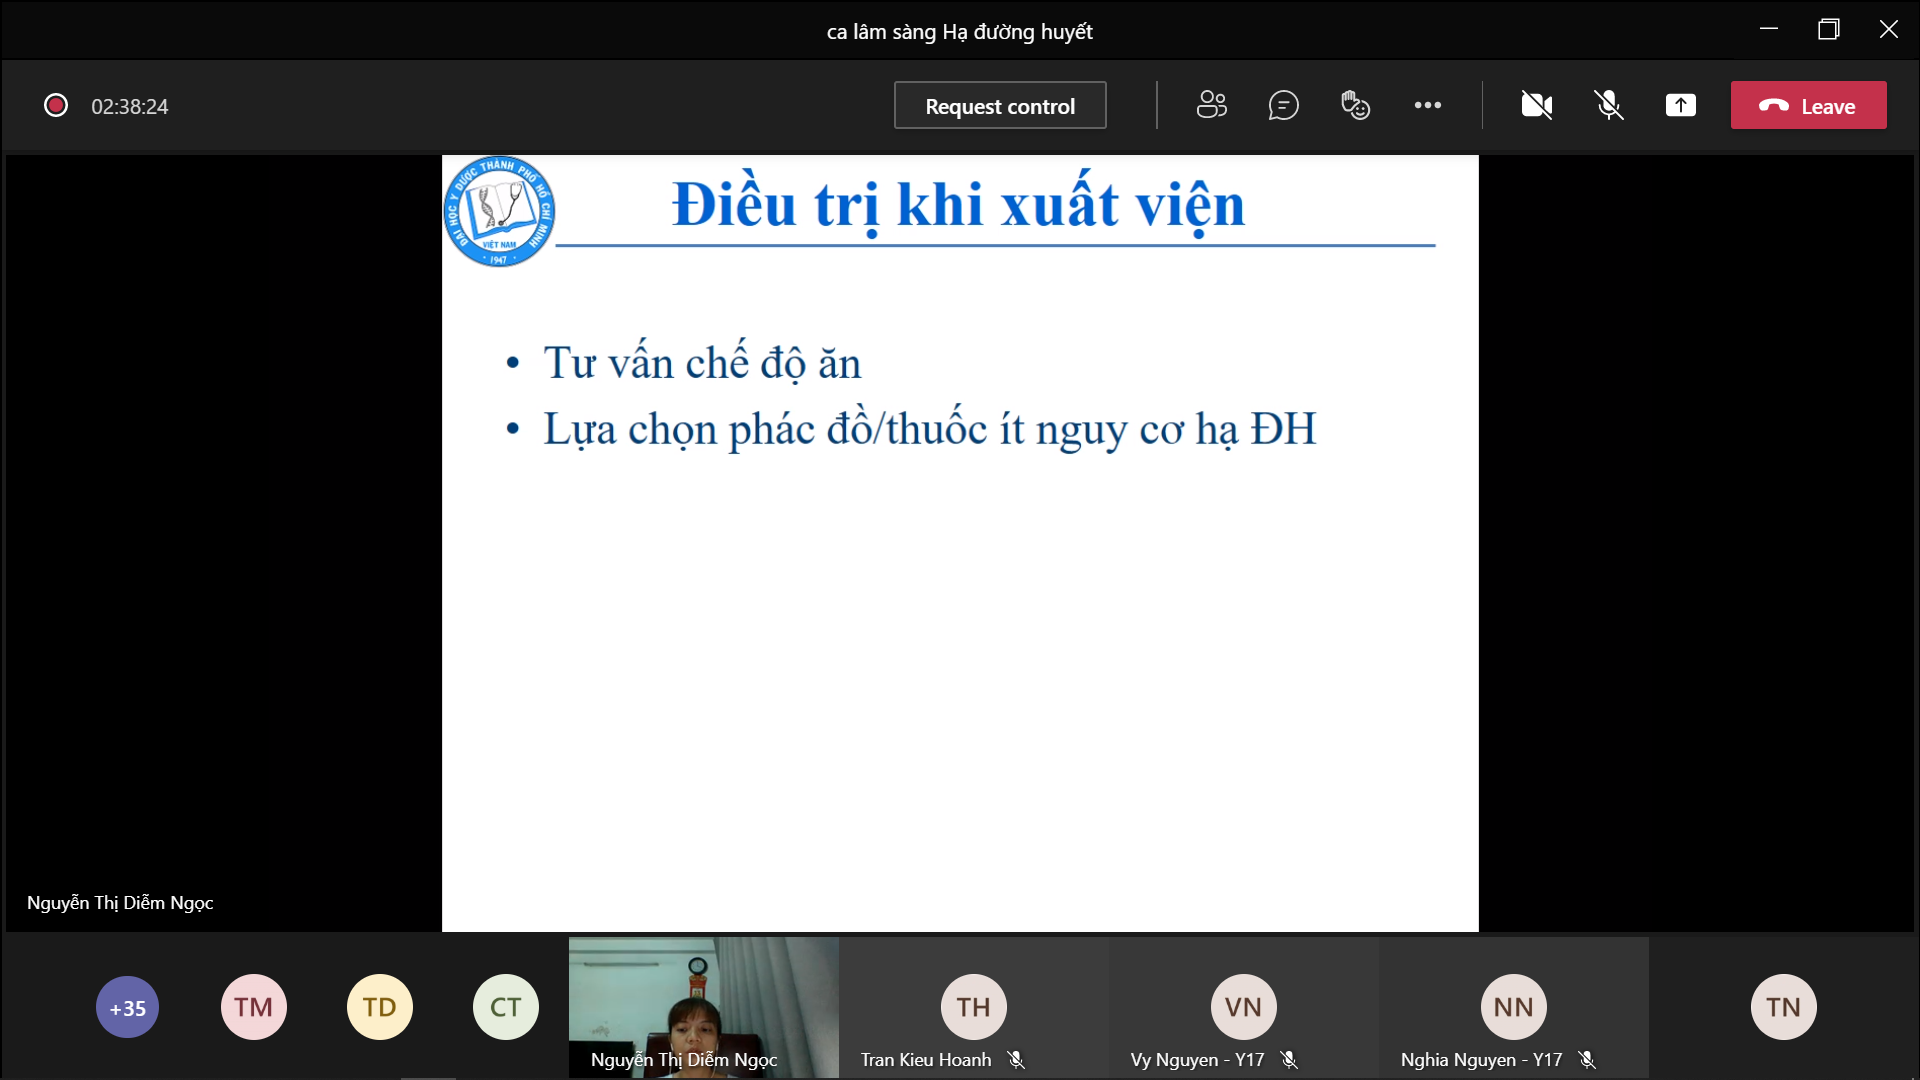 ca lâm sàng Hạ đường huyết
02:38:24
Request control
Leave
ĐẠI HỌC Y DƯỢC THÀNH PHỐ HỒ CHÍ MINH
VIỆT NAM
1947
Điều trị khi xuất viện
• Tư vấn chế độ ăn
• Lựa chọn phác đồ/thuốc ít nguy cơ hạ ĐH
Nguyễn Thị Diễm Ngọc
+35
TM
TD
CT
Nguyễn Thị Diễm Ngọc
TH
Tran Kieu Hoanh
VN
Vy Nguyen - Y17
NN
Nghia Nguyen - Y17
TN